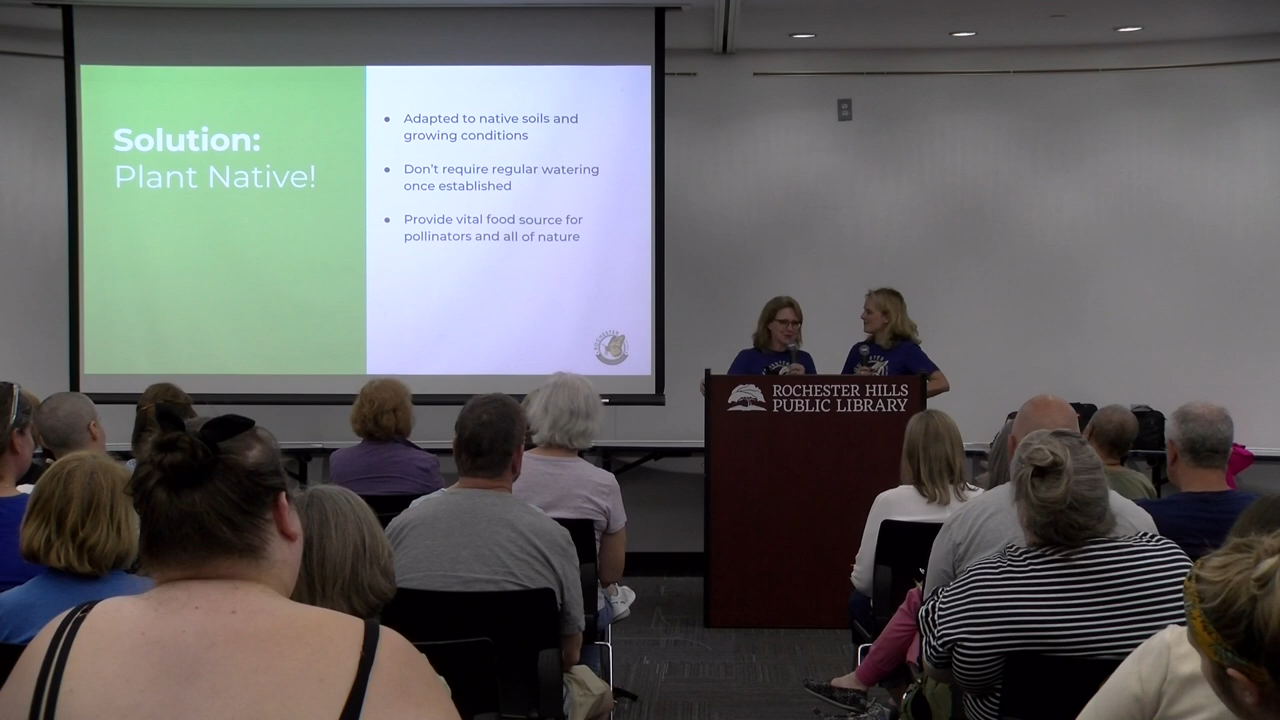 Solution:
Plant Native!
● Adapted to native soils and
growing conditions
● Don't require regular watering
once established
● Provide vital food source for
pollinators and all of nature
ROCHESTER
ROCHESTER HILLS
PUBLIC LIBRARY